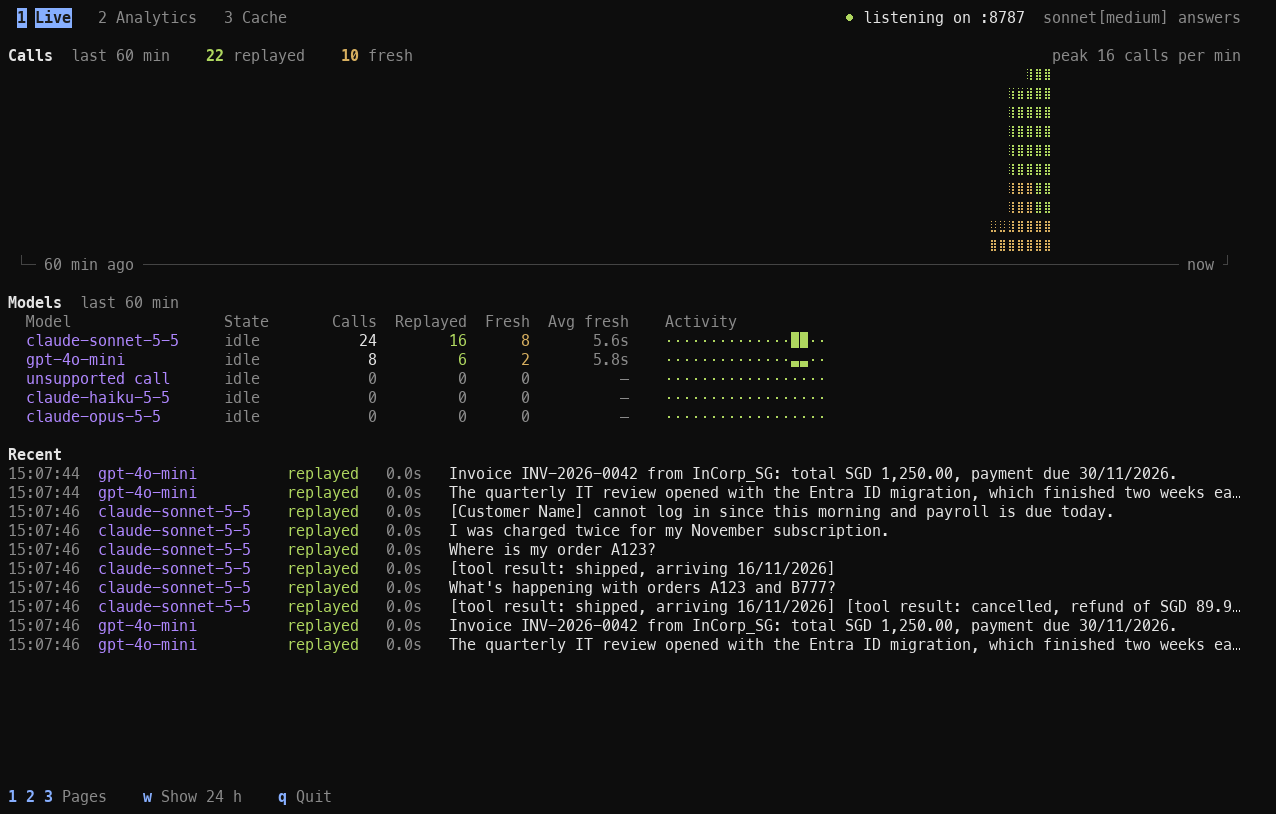 1 Live 2 Analytics 3 Cache ● listening on :8787 sonnet[medium] answers
Calls last 60 min 22 replayed 10 fresh peak 16 calls per min
60 min ago now
Models last 60 min
Model State Calls Replayed Fresh Avg fresh Activity
claude-sonnet-5-5 idle 24 16 8 5.6s
gpt-4o-mini idle 8 6 2 5.8s
unsupported call idle 0 0 0 —
claude-haiku-5-5 idle 0 0 0 —
claude-opus-5-5 idle 0 0 0 —
Recent
15:07:44 gpt-4o-mini replayed 0.0s Invoice INV-2026-0042 from InCorp_SG: total SGD 1,250.00, payment due 30/11/2026.
15:07:44 gpt-4o-mini replayed 0.0s The quarterly IT review opened with the Entra ID migration, which finished two weeks ea…
15:07:46 claude-sonnet-5-5 replayed 0.0s [Customer Name] cannot log in since this morning and payroll is due today.
15:07:46 claude-sonnet-5-5 replayed 0.0s I was charged twice for my November subscription.
15:07:46 claude-sonnet-5-5 replayed 0.0s Where is my order A123?
15:07:46 claude-sonnet-5-5 replayed 0.0s [tool result: shipped, arriving 16/11/2026]
15:07:46 claude-sonnet-5-5 replayed 0.0s What's happening with orders A123 and B777?
15:07:46 claude-sonnet-5-5 replayed 0.0s [tool result: shipped, arriving 16/11/2026] [tool result: cancelled, refund of SGD 89.9…
15:07:46 gpt-4o-mini replayed 0.0s Invoice INV-2026-0042 from InCorp_SG: total SGD 1,250.00, payment due 30/11/2026.
15:07:46 gpt-4o-mini replayed 0.0s The quarterly IT review opened with the Entra ID migration, which finished two weeks ea…
1 2 3 Pages w Show 24 h q Quit